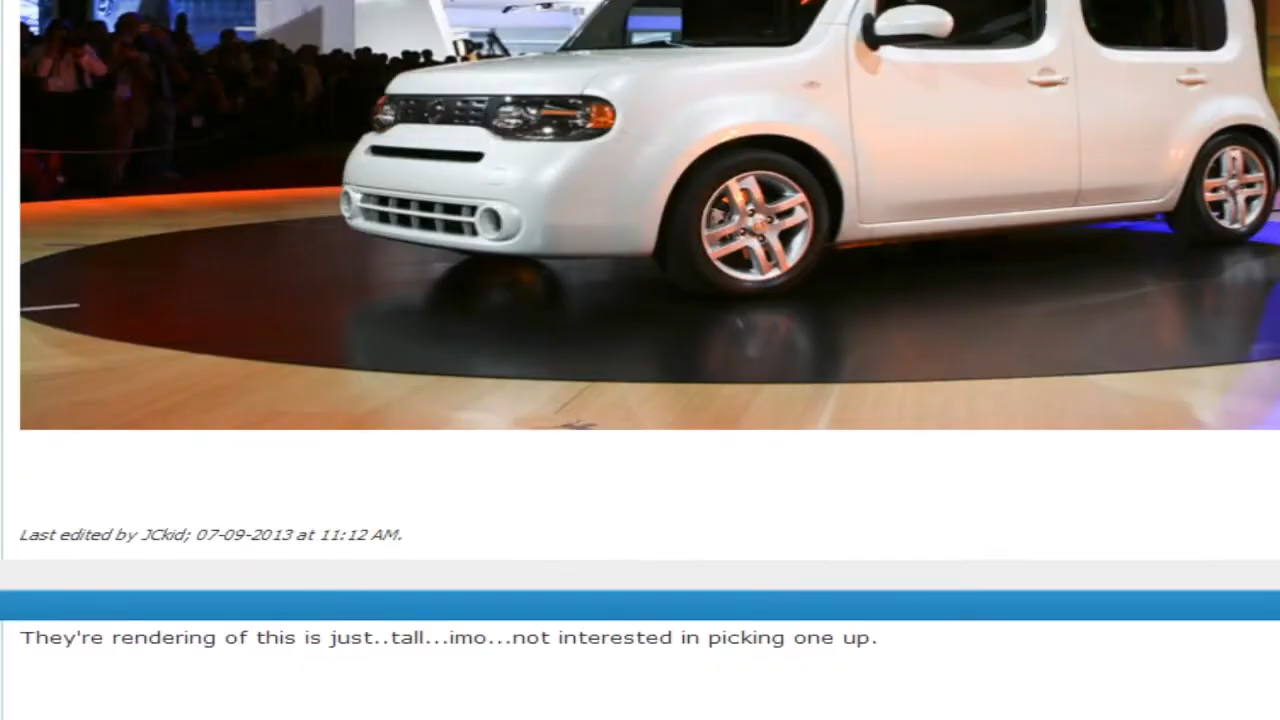 Last edited by JCkid; 07-09-2013 at 11:12 AM.
They're rendering of this is just..tall...imo...not interested in picking one up.